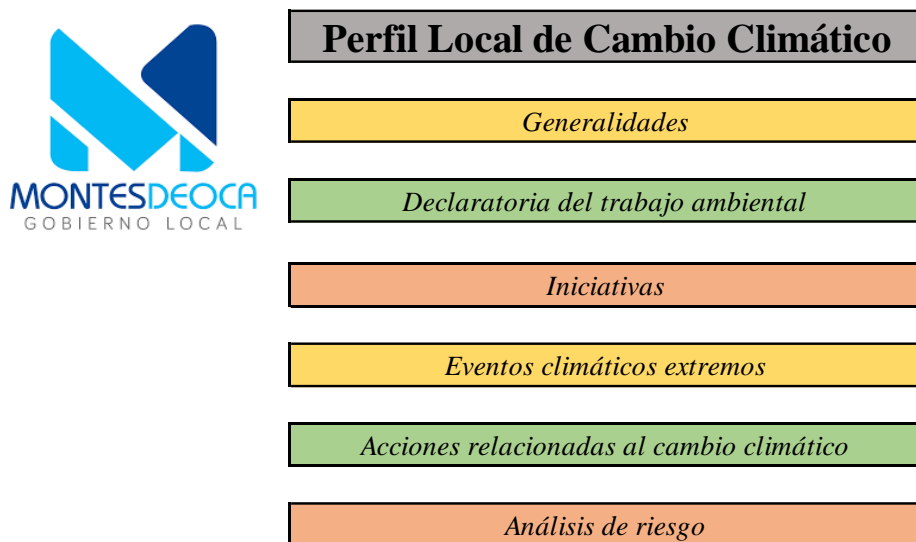 Perfil Local de Cambio Climático
Generalidades
MONTESDEOCA
GOBIERNO LOCAL
Declaratoria del trabajo ambiental
Iniciativas
Eventos climáticos extremos
Acciones relacionadas al cambio climático
Análisis de riesgo